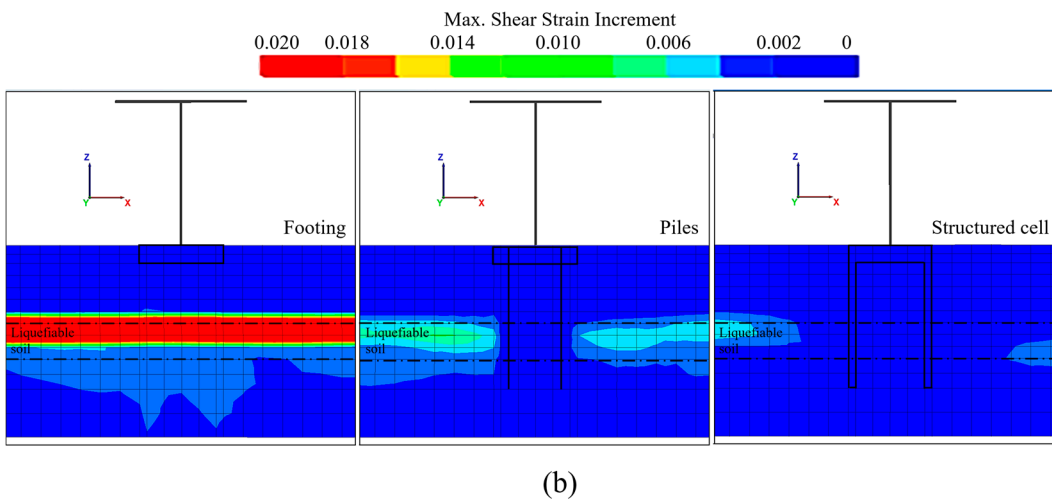 Max. Shear Strain Increment
0.020 0.018 0.014 0.010 0.006 0.002 0
Z
Y X
Footing
Liquefiable
soil
Z
Y X
Piles
Liquefiable
soil
Z
Y X
Structured cell
Liquefiable
soil
(b)